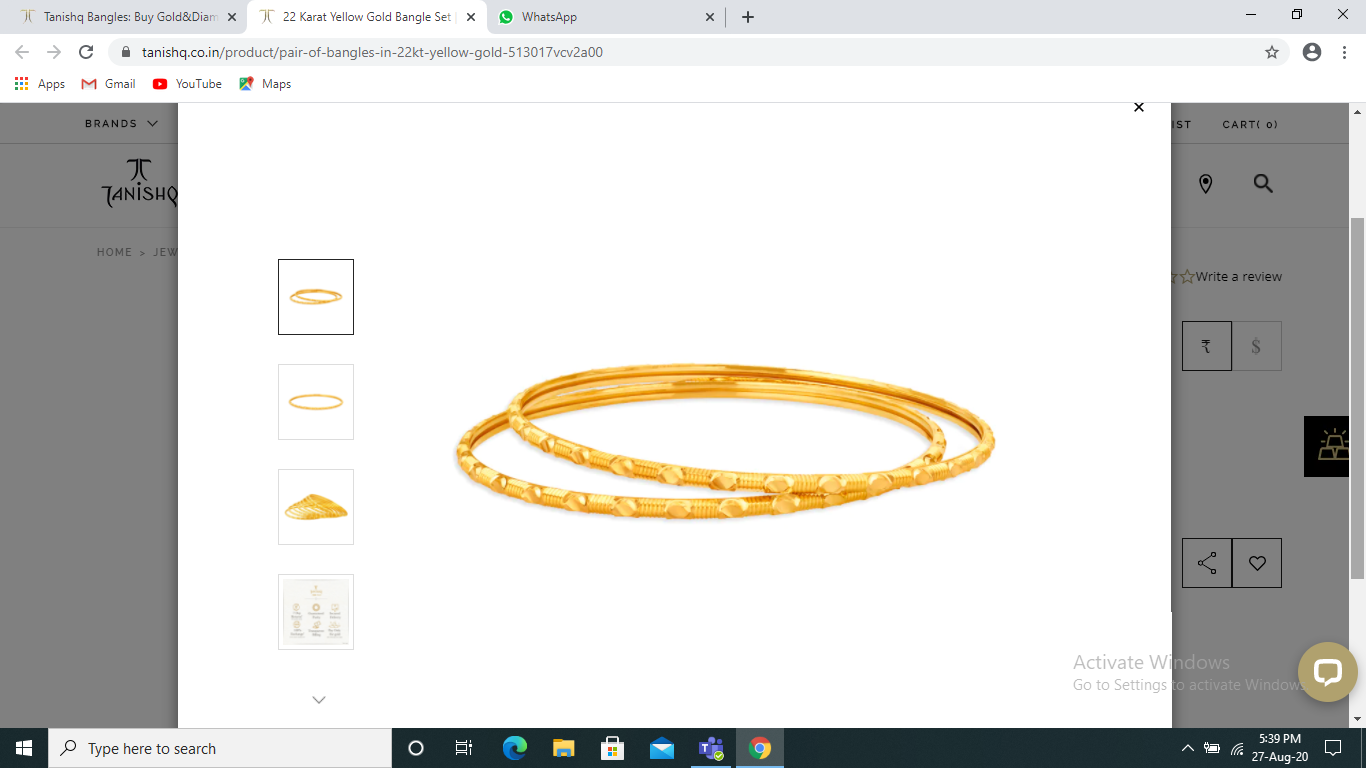 Tanishq Bangles: Buy Gold&Diam
22 Karat Yellow Gold Bangle Set
WhatsApp
tanishq.co.in/product/pair-of-bangles-in-22kt-yellow-gold-513017vcv2a00
Apps Gmail YouTube Maps
BRANDS
IST
CART( 0)
TANISHQ
HOME > JEW
Write a review
₹ $
Activate Windows
Go to Settings to activate Windows
Type here to search
5:39 PM
27-Aug-20